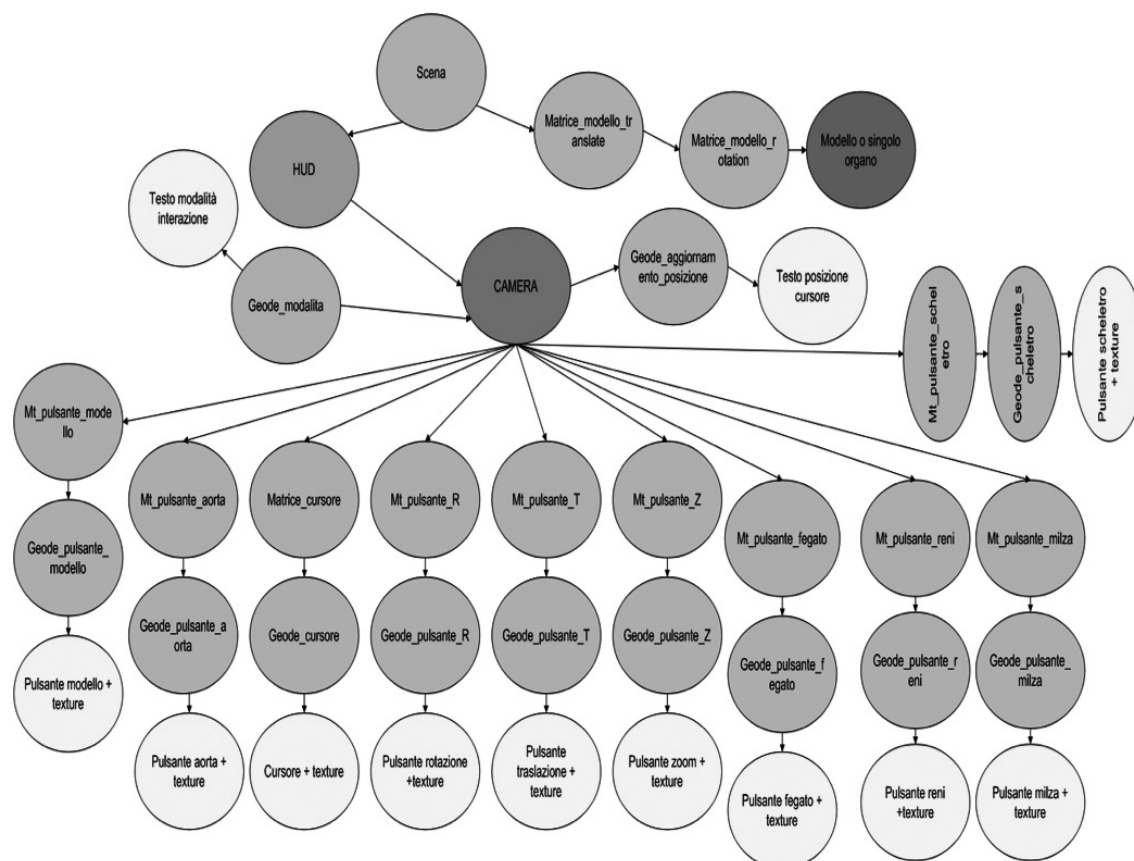 Scena
Matrice_modello_tr
anslate
Matrice_modello_r
otation
Modello o singolo
organo
HUD
Testo modalità
interazione
Geode_modalita
CAMERA
Geode_aggiornam
ento_posizione
Testo posizione
cursore
Mt_pulsante_schel
etro
Geode_pulsante_s
cheletro
Pulsante scheletro
+ texture
Mt_pulsante_mode
llo
Geode_pulsante_
modello
Pulsante modello +
texture
Mt_pulsante_aorta
Geode_pulsante_a
orta
Pulsante aorta +
texture
Matrice_cursore
Geode_cursore
Cursore + texture
Mt_pulsante_R
Geode_pulsante_R
Pulsante rotazione
+texture
Mt_pulsante_T
Geode_pulsante_T
Pulsante
traslazione +
texture
Mt_pulsante_Z
Geode_pulsante_Z
Pulsante zoom +
texture
Mt_pulsante_fegato
Geode_pulsante_f
egato
Pulsante fegato +
texture
Mt_pulsante_reni
Geode_pulsante_r
eni
Pulsante reni
+texture
Mt_pulsante_milza
Geode_pulsante_
milza
Pulsante milza +
texture